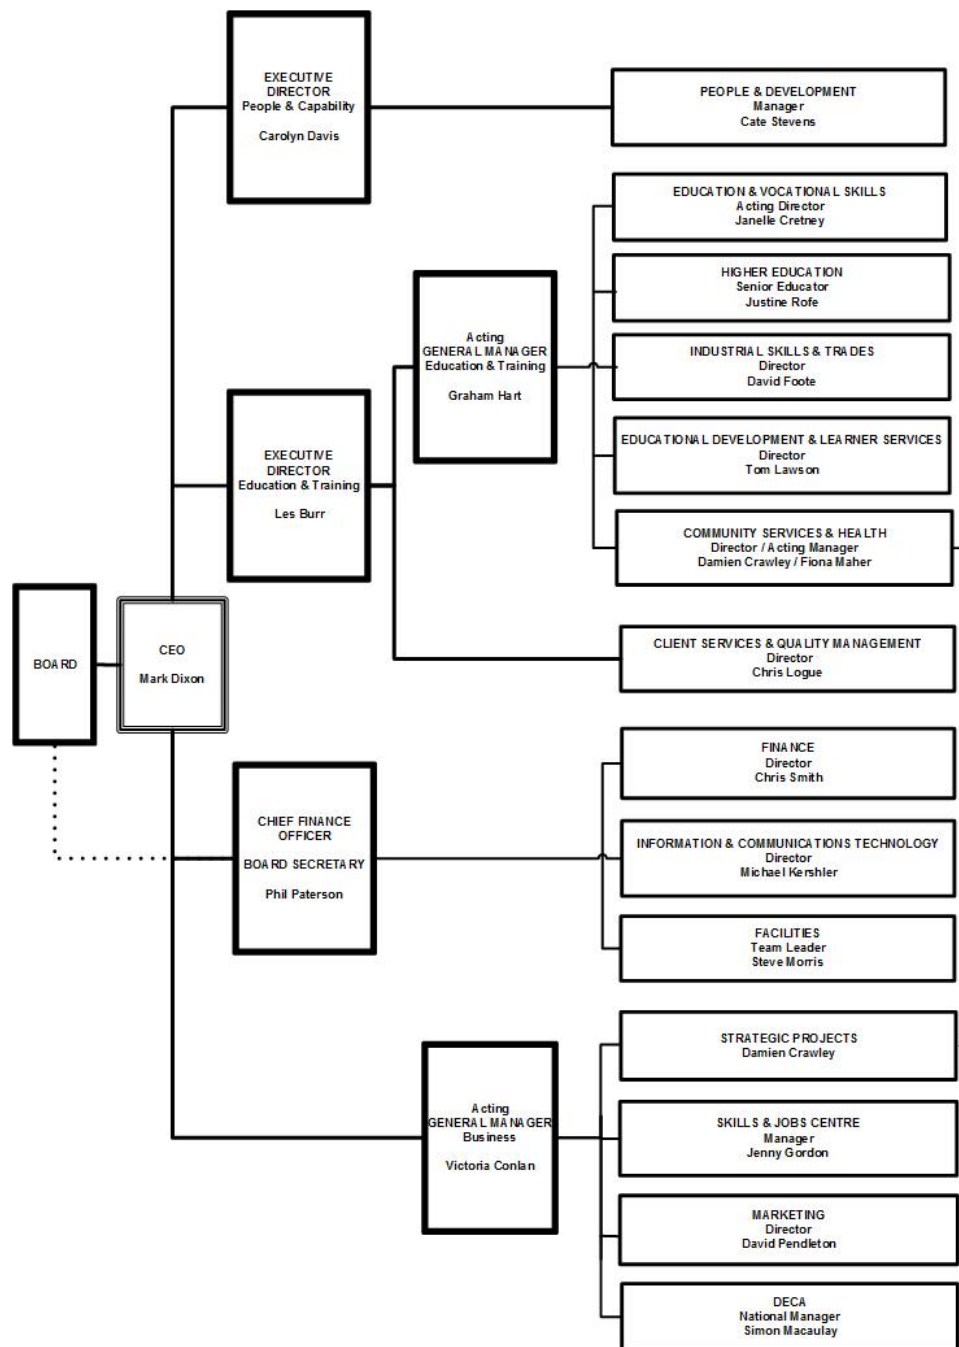 EXECUTIVE
DIRECTOR
People & Capability
Carolyn Davis
PEOPLE & DEVELOPMENT
Manager
Cate Stevens
EDUCATION & VOCATIONAL SKILLS
Acting Director
Janelle Cretney
HIGHER EDUCATION
Senior Educator
Justine Rofe
Acting
GENERAL MANAGER
Education & Training
Graham Hart
INDUSTRIAL SKILLS & TRADES
Director
David Foote
EDUCATIONAL DEVELOPMENT & LEARNER SERVICES
Director
Tom Lawson
EXECUTIVE
DIRECTOR
Education & Training
Les Burr
COMMUNITY SERVICES & HEALTH
Director / Acting Manager
Damien Crawley / Fiona Maher
BOARD
CEO
Mark Dixon
CLIENT SERVICES & QUALITY MANAGEMENT
Director
Chris Logue
FINANCE
Director
Chris Smith
CHIEF FINANCE
OFFICER
BOARD SECRETARY
Phil Paterson
INFORMATION & COMMUNICATIONS TECHNOLOGY
Director
Michael Kershler
FACILITIES
Team Leader
Steve Morris
STRATEGIC PROJECTS
Damien Crawley
Acting
GENERAL MANAGER
Business
Victoria Conlan
SKILLS & JOBS CENTRE
Manager
Jenny Gordon
MARKETING
Director
David Pendleton
DECA
National Manager
Simon Macaulay